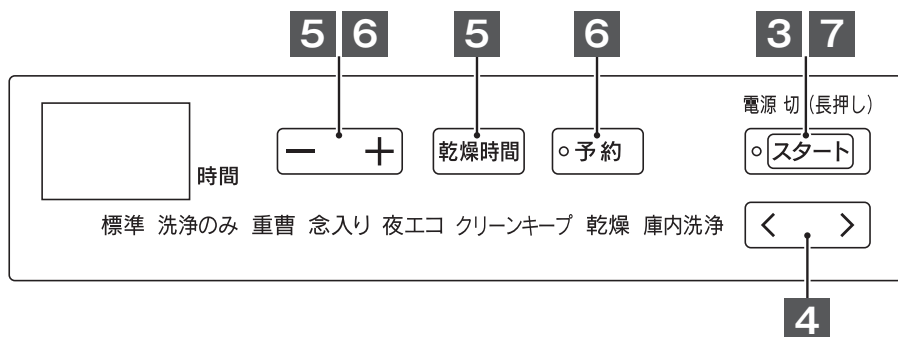 5 6 5 6 3 7
電源 切 (長押し)
− + 乾燥時間 予約 スタート
時間
標準 洗浄のみ 重曹 念入り 夜エコ クリーンキープ 乾燥 庫内洗浄 < >
4